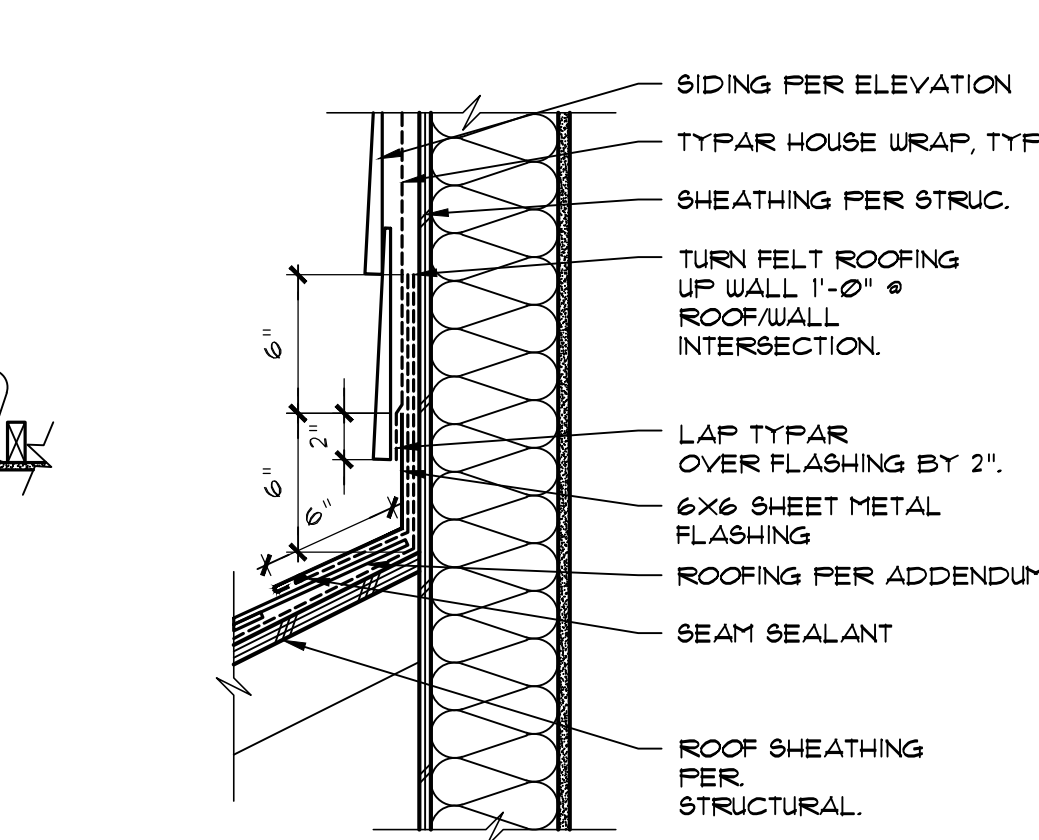 SIDING PER ELEVATION
TYPAR HOUSE WRAP, TYP
SHEATHING PER STRUC.
TURN FELT ROOFING
UP WALL 1'-0" @
ROOF/WALL
INTERSECTION.
6"
2"
LAP TYPAR
OVER FLASHING BY 2".
6"
6"
6X6 SHEET METAL
FLASHING
ROOFING PER ADDENDUM
SEAM SEALANT
ROOF SHEATHING
PER.
STRUCTURAL.